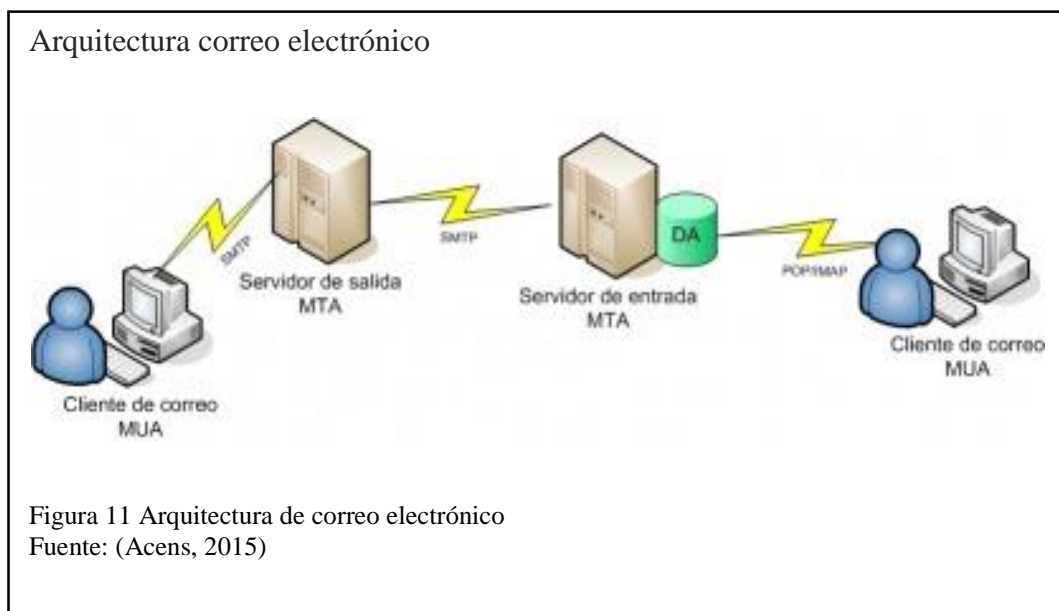 Arquitectura correo electrónico
SMTP
Servidor de salida
MTA
SMTP
DA
Servidor de entrada
MTA
POP/IMAP
Cliente de correo
MUA
Cliente de correo
MUA
Figura 11 Arquitectura de correo electrónico
Fuente: (Acens, 2015)